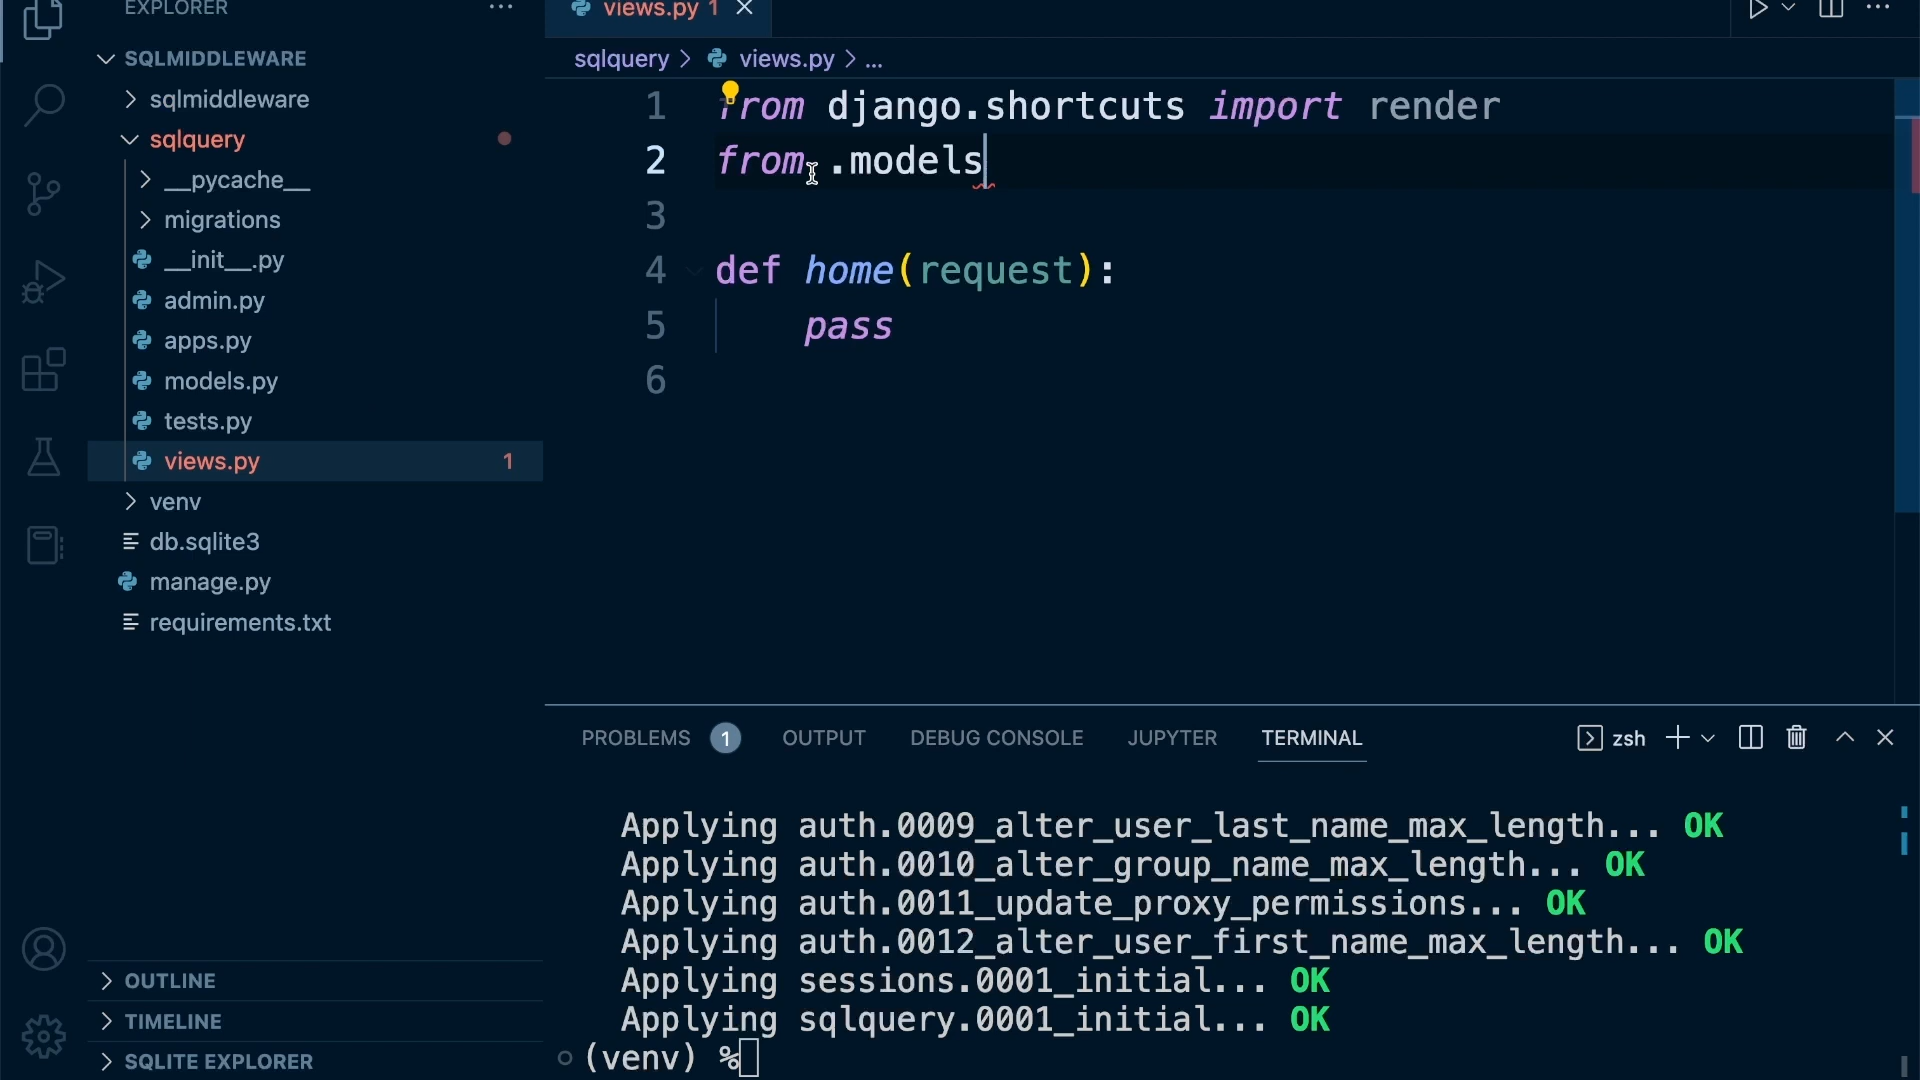 EXPLORER
SQLMIDDLEWARE
sqlmiddleware
sqlquery
__pycache__
migrations
__init__.py
admin.py
apps.py
models.py
tests.py
views.py 1
venv
db.sqlite3
manage.py
requirements.txt
OUTLINE
TIMELINE
SQLITE EXPLORER
views.py 1
sqlquery > views.py > ...
1 from django.shortcuts import render
2 from .models
3
4 def home(request):
5 pass
6
PROBLEMS 1 OUTPUT DEBUG CONSOLE JUPYTER TERMINAL zsh
Applying auth.0009_alter_user_last_name_max_length... OK
Applying auth.0010_alter_group_name_max_length... OK
Applying auth.0011_update_proxy_permissions... OK
Applying auth.0012_alter_user_first_name_max_length... OK
Applying sessions.0001_initial... OK
Applying sqlquery.0001_initial... OK
(venv) %